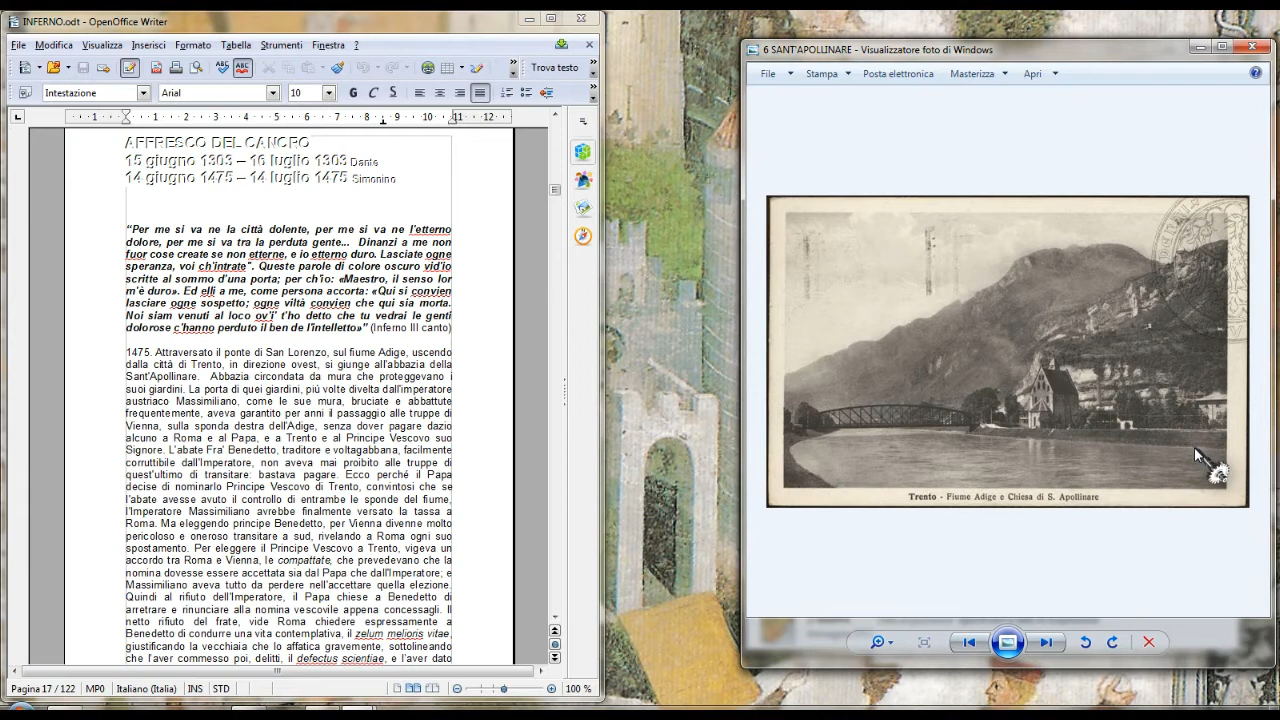 INFERNO.odt - OpenOffice Writer
File Modifica Visualizza Inserisci Formato Tabella Strumenti Finestra ?
Trova testo
Intestazione Arial 10 G C S
1 1 2 3 4 5 6 7 8 9 10 11 12
AFFRESCO DEL CANORO
15 giugno 1303 – 16 luglio 1303 Dante
14 giugno 1475 – 14 luglio 1475 Simonino
“Per me si va ne la città dolente, per me si va ne l'etterno
dolore, per me si va tra la perduta gente... Dinanzi a me non
fuor cose create se non etterne, e io etterno duro. Lasciate ogne
speranza, voi ch'intrate". Queste parole di colore oscuro vid'io
scritte al sommo d'una porta; per ch'io: «Maestro, il senso lor
m'è duro». Ed elli a me, come persona accorta: «Qui si convien
lasciare ogne sospetto; ogne viltà convien che qui sia morta.
Noi siam venuti al loco ov'i' t'ho detto che tu vedrai le genti
dolorose c'hanno perduto il ben de l'intelletto»” (Inferno III canto)
1475. Attraversato il ponte di San Lorenzo, sul fiume Adige, uscendo
dalla città di Trento, in direzione ovest, si giunge all'abbazia della
Sant'Apollinare. Abbazia circondata da mura che proteggevano i
suoi giardini. La porta di quei giardini, più volte divelta dall'imperatore
austriaco Massimiliano, come le sue mura, bruciate e abbattute
frequentemente, aveva garantito per anni il passaggio alle truppe di
Vienna, sulla sponda destra dell'Adige, senza dover pagare dazio
alcuno a Roma e al Papa, e a Trento e al Principe Vescovo suo
Signore. L'abate Fra' Benedetto, traditore e voltagabbana, facilmente
corruttibile dall'Imperatore, non aveva mai proibito alle truppe di
quest'ultimo di transitare: bastava pagare. Ecco perché il Papa
decise di nominarlo Principe Vescovo di Trento, convintosi che se
l'abate avesse avuto il controllo di entrambe le sponde del fiume,
l'Imperatore Massimiliano avrebbe finalmente versato la tassa a
Roma. Ma eleggendo principe Benedetto, per Vienna divenne molto
pericoloso e oneroso transitare a sud, rivelando a Roma ogni suo
spostamento. Per eleggere il Principe Vescovo a Trento, vigeva un
accordo tra Roma e Vienna, le compattate, che prevedevano che la
nomina dovesse essere accettata sia dal Papa che dall'Imperatore; e
Massimiliano aveva tutto da perdere nell'accettare quella elezione.
Quindi al rifiuto dell'Imperatore, il Papa chiese a Benedetto di
arretrare e rinunciare alla nomina vescovile appena concessagli. Il
netto rifiuto del frate, vide Roma chiedere espressamente a
Benedetto di condurre una vita contemplativa, il zelum melioris vitae,
giustificando la vecchiaia che lo affatica gravemente, sottolineando
che l'aver commesso poi, delitti, il defectus scientiae, e l'aver dato
Pagina 17 / 122 MP0 Italiano (Italia) INS STD 100 %
6 SANT'APOLLINARE - Visualizzatore foto di Windows
File Stampa Posta elettronica Masterizza Apri
Trento - Fiume Adige e Chiesa di S. Apollinare